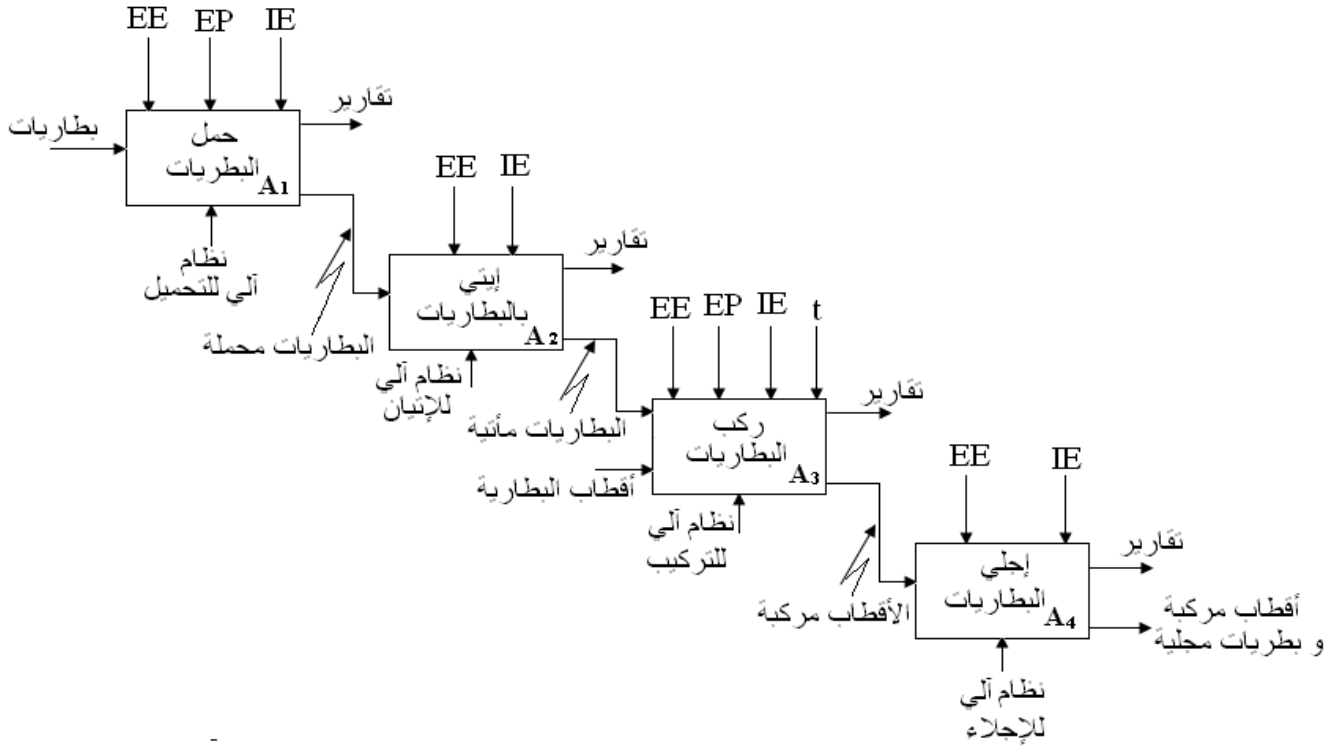 EE EP IE
تقارير
بطاريات
حمل
البطريات
A1
نظام
آلي للتحميل
البطاريات محملة
EE IE
تقارير
إيتي
بالبطاريات
A2
نظام آلي
للإتيان
البطاريات مأتية
EE EP IE t
تقارير
ركب
البطاريات
A3
أقطاب البطارية
نظام آلي
للتركيب
الأقطاب مركبة
EE IE
تقارير
إجلي
البطاريات
A4
أقطاب مركبة
و بطريات مجلية
نظام آلي
للإجلاء